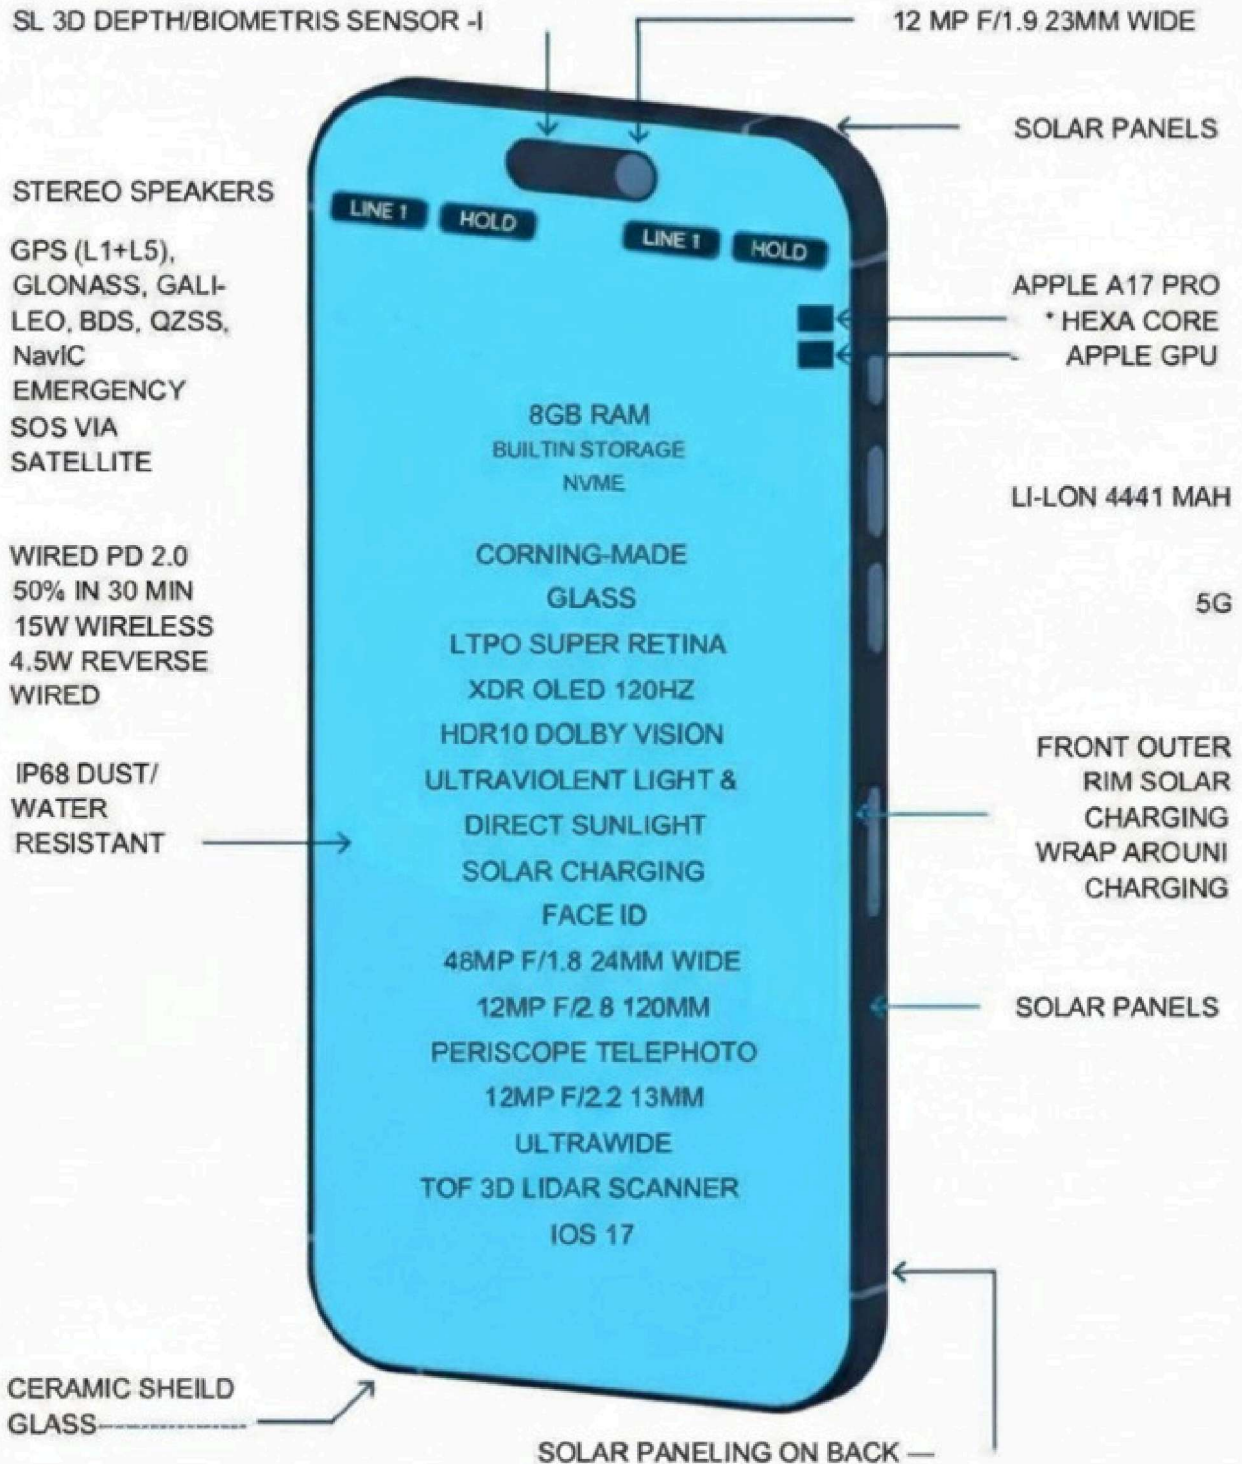 SL 3D DEPTH/BIOMETRIS SENSOR -I
12 MP F/1.9 23MM WIDE
SOLAR PANELS
STEREO SPEAKERS
LINE 1
HOLD
LINE 1
HOLD
GPS (L1+L5),
GLONASS, GALI-
LEO, BDS, QZSS,
NavIC
EMERGENCY
SOS VIA
SATELLITE
APPLE A17 PRO
* HEXA CORE
APPLE GPU
8GB RAM
BUILTIN STORAGE
NVME
LI-LON 4441 MAH
WIRED PD 2.0
50% IN 30 MIN
15W WIRELESS
4.5W REVERSE
WIRED
5G
CORNING-MADE
GLASS
LTPO SUPER RETINA
XDR OLED 120HZ
HDR10 DOLBY VISION
ULTRAVIOLENT LIGHT &
DIRECT SUNLIGHT
SOLAR CHARGING
FACE ID
48MP F/1.8 24MM WIDE
12MP F/2.8 120MM
PERISCOPE TELEPHOTO
12MP F/2.2 13MM
ULTRAWIDE
TOF 3D LIDAR SCANNER
IOS 17
IP68 DUST/
WATER
RESISTANT
FRONT OUTER
RIM SOLAR
CHARGING
WRAP AROUNI
CHARGING
SOLAR PANELS
CERAMIC SHEILD
GLASS
SOLAR PANELING ON BACK